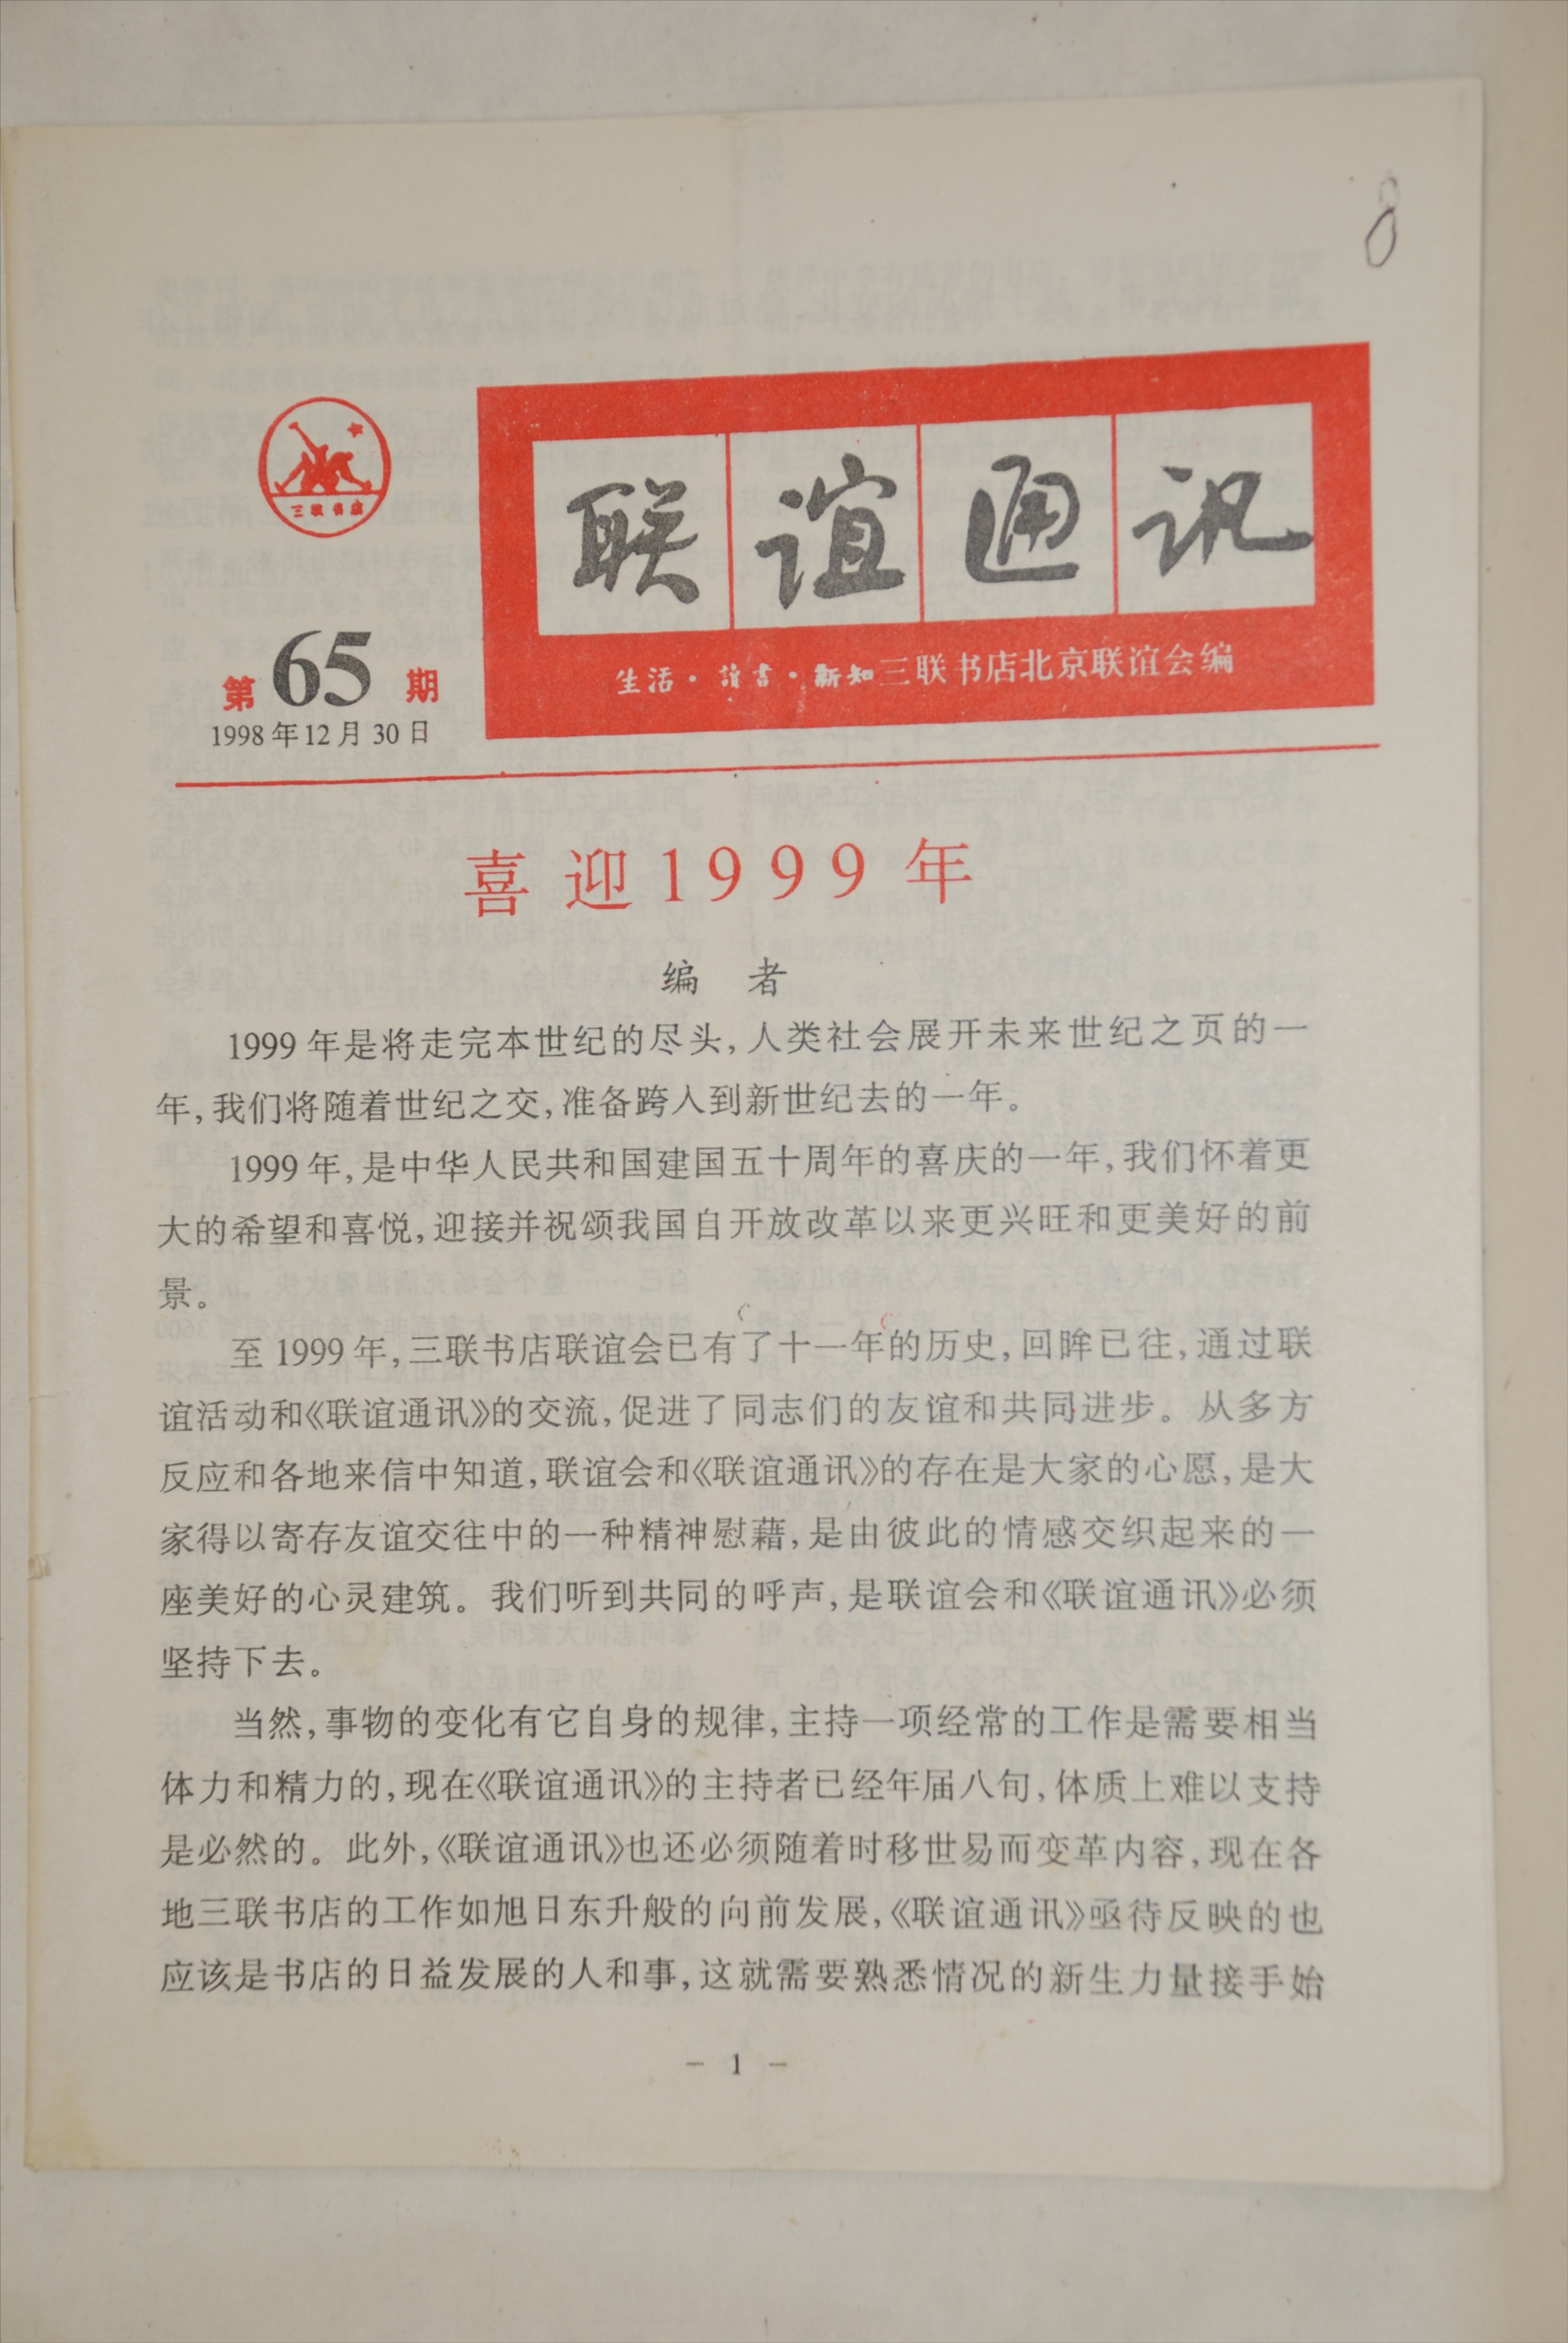 8
三联书店
联谊通讯
生活·读书·新知三联书店北京联谊会编
第65期
1998年12月30日
喜迎1999年
编 者
1999年是将走完本世纪的尽头,人类社会展开未来世纪之页的一
年,我们将随着世纪之交,准备跨人到新世纪去的一年。
1999年,是中华人民共和国建国五十周年的喜庆的一年,我们怀着更
大的希望和喜悦,迎接并祝颂我国自开放改革以来更兴旺和更美好的前
景。
至1999年,三联书店联谊会已有了十一年的历史,回眸已往,通过联
谊活动和《联谊通讯》的交流,促进了同志们的友谊和共同进步。从多方
反应和各地来信中知道,联谊会和《联谊通讯》的存在是大家的心愿,是大
家得以寄存友谊交往中的一种精神慰藉,是由彼此的情感交织起来的一
座美好的心灵建筑。我们听到共同的呼声,是联谊会和《联谊通讯》必须
坚持下去。
当然,事物的变化有它自身的规律,主持一项经常的工作是需要相当
体力和精力的,现在《联谊通讯》的主持者已经年届八旬,体质上难以支持
是必然的。此外,《联谊通讯》也还必须随着时移世易而变革内容,现在各
地三联书店的工作如旭日东升般的向前发展,《联谊通讯》亟待反映的也
应该是书店的日益发展的人和事,这就需要熟悉情况的新生力量接手始
- 1 -